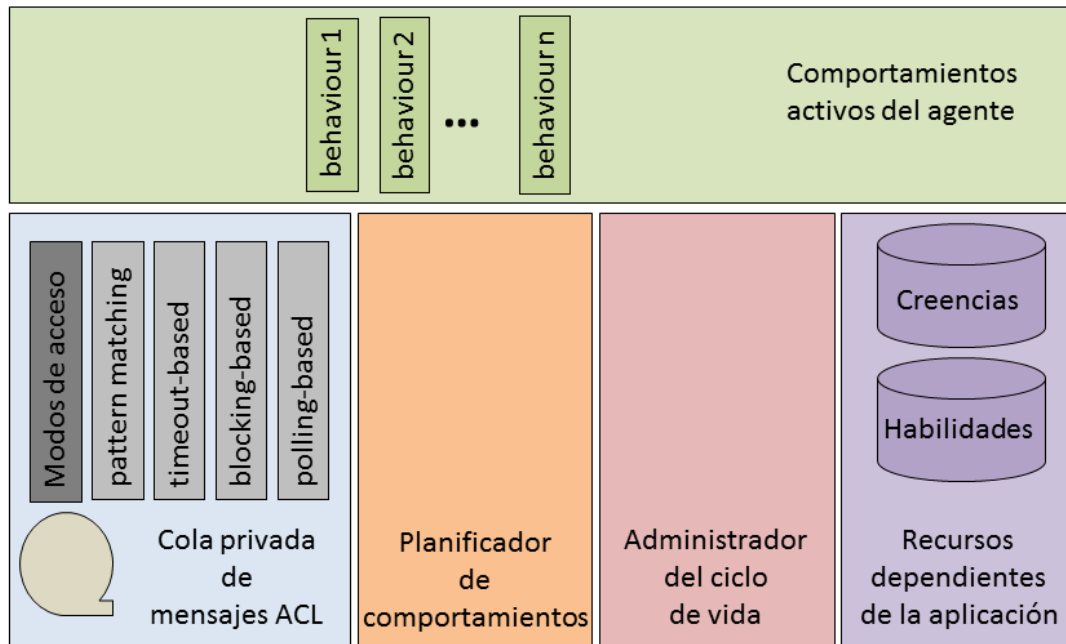 behaviour 1
behaviour 2
...
behaviour n
Comportamientos
activos del agente
Modos de acceso
pattern matching
timeout-based
blocking-based
polling-based
Cola privada
de
mensajes ACL
Planificador
de
comportamientos
Administrador
del ciclo
de vida
Creencias
Habilidades
Recursos
dependientes
de la aplicación